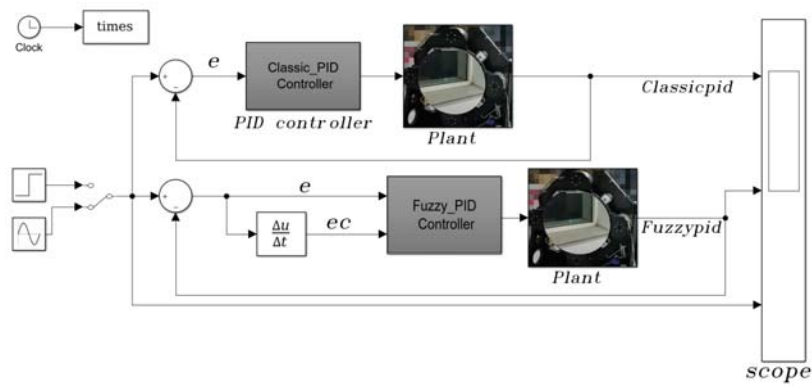 times
Clock
e
Classic_PID
Controller
PID controller
Plant
Classicpid
e
Δu
Δt
ec
Fuzzy_PID
Controller
Plant
Fuzzypid
scope